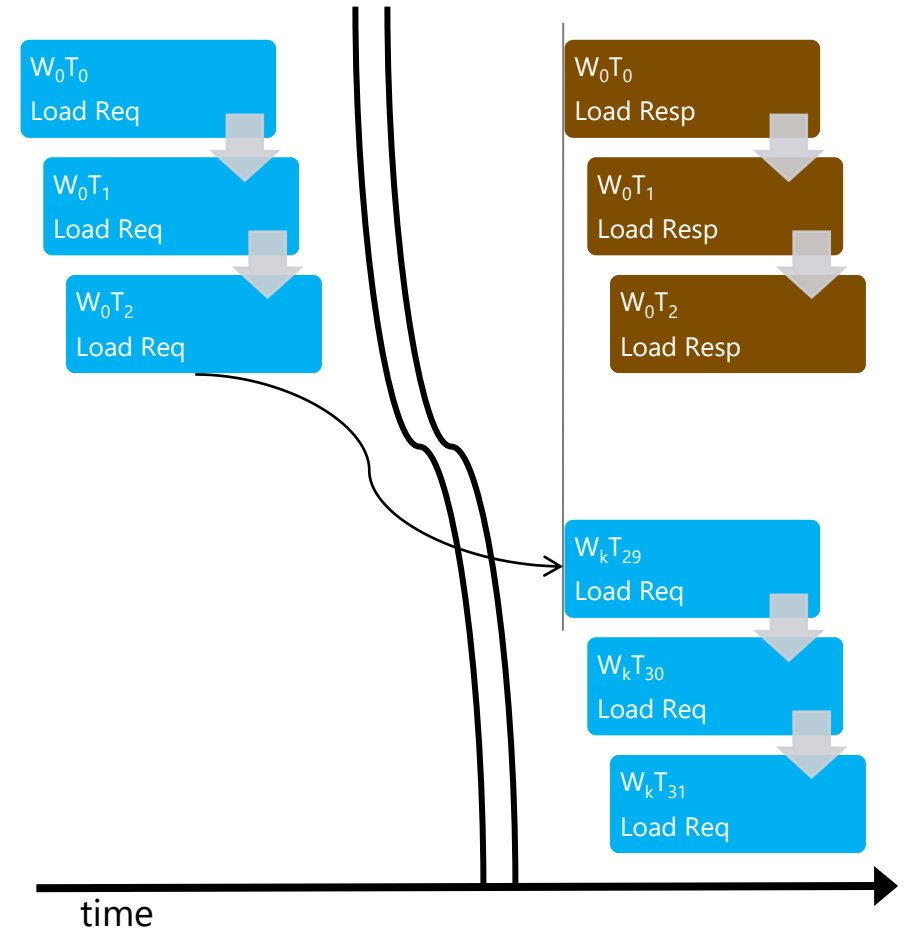 W₀T₀
Load Req
W₀T₁
Load Req
W₀T₂
Load Req
W₀T₀
Load Resp
W₀T₁
Load Resp
W₀T₂
Load Resp
WₖT₂₉
Load Req
WₖT₃₀
Load Req
WₖT₃₁
Load Req
time